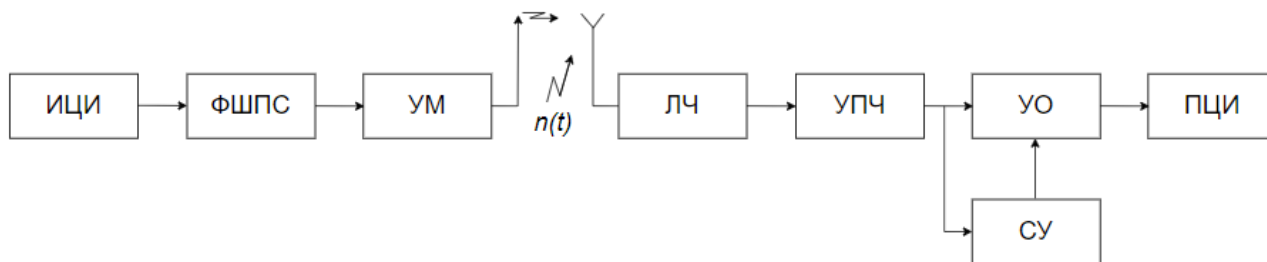 ИЦИ
ФШПС
УМ
n(t)
ЛЧ
УПЧ
УО
ПЦИ
СУ